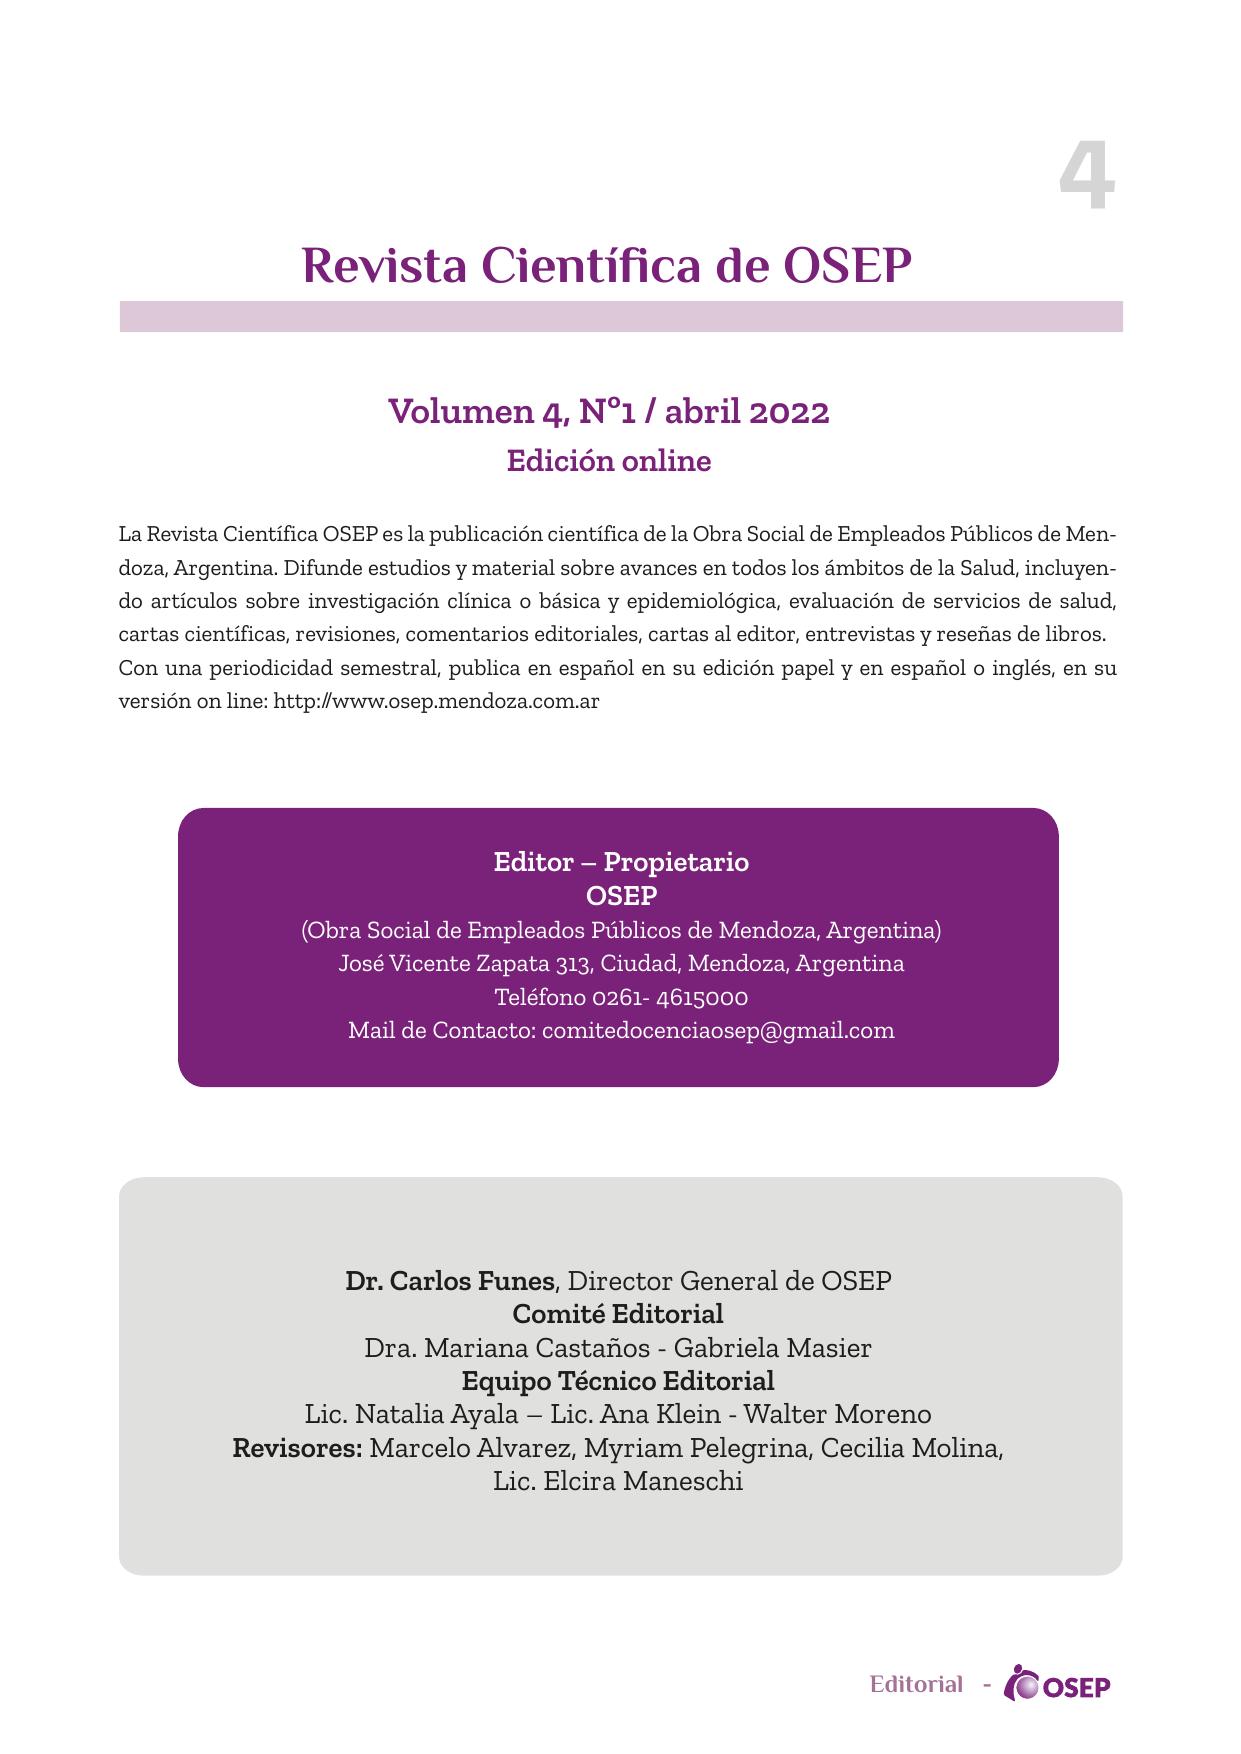 4
Revista Científica de OSEP
Volumen 4, N°1 / abril 2022
Edición online
La Revista Científica OSEP es la publicación científica de la Obra Social de Empleados Públicos de Men-
doza, Argentina. Difunde estudios y material sobre avances en todos los ámbitos de la Salud, incluyen-
do artículos sobre investigación clínica o básica y epidemiológica, evaluación de servicios de salud,
cartas científicas, revisiones, comentarios editoriales, cartas al editor, entrevistas y reseñas de libros.
Con una periodicidad semestral, publica en español en su edición papel y en español o inglés, en su
versión on line: http://www.osep.mendoza.com.ar
Editor – Propietario
OSEP
(Obra Social de Empleados Públicos de Mendoza, Argentina)
José Vicente Zapata 313, Ciudad, Mendoza, Argentina
Teléfono 0261- 4615000
Mail de Contacto: comitedocenciaosep@gmail.com
Dr. Carlos Funes, Director General de OSEP
Comité Editorial
Dra. Mariana Castaños - Gabriela Masier
Equipo Técnico Editorial
Lic. Natalia Ayala – Lic. Ana Klein - Walter Moreno
Revisores: Marcelo Alvarez, Myriam Pelegrina, Cecilia Molina,
Lic. Elcira Maneschi
Editorial - OSEP